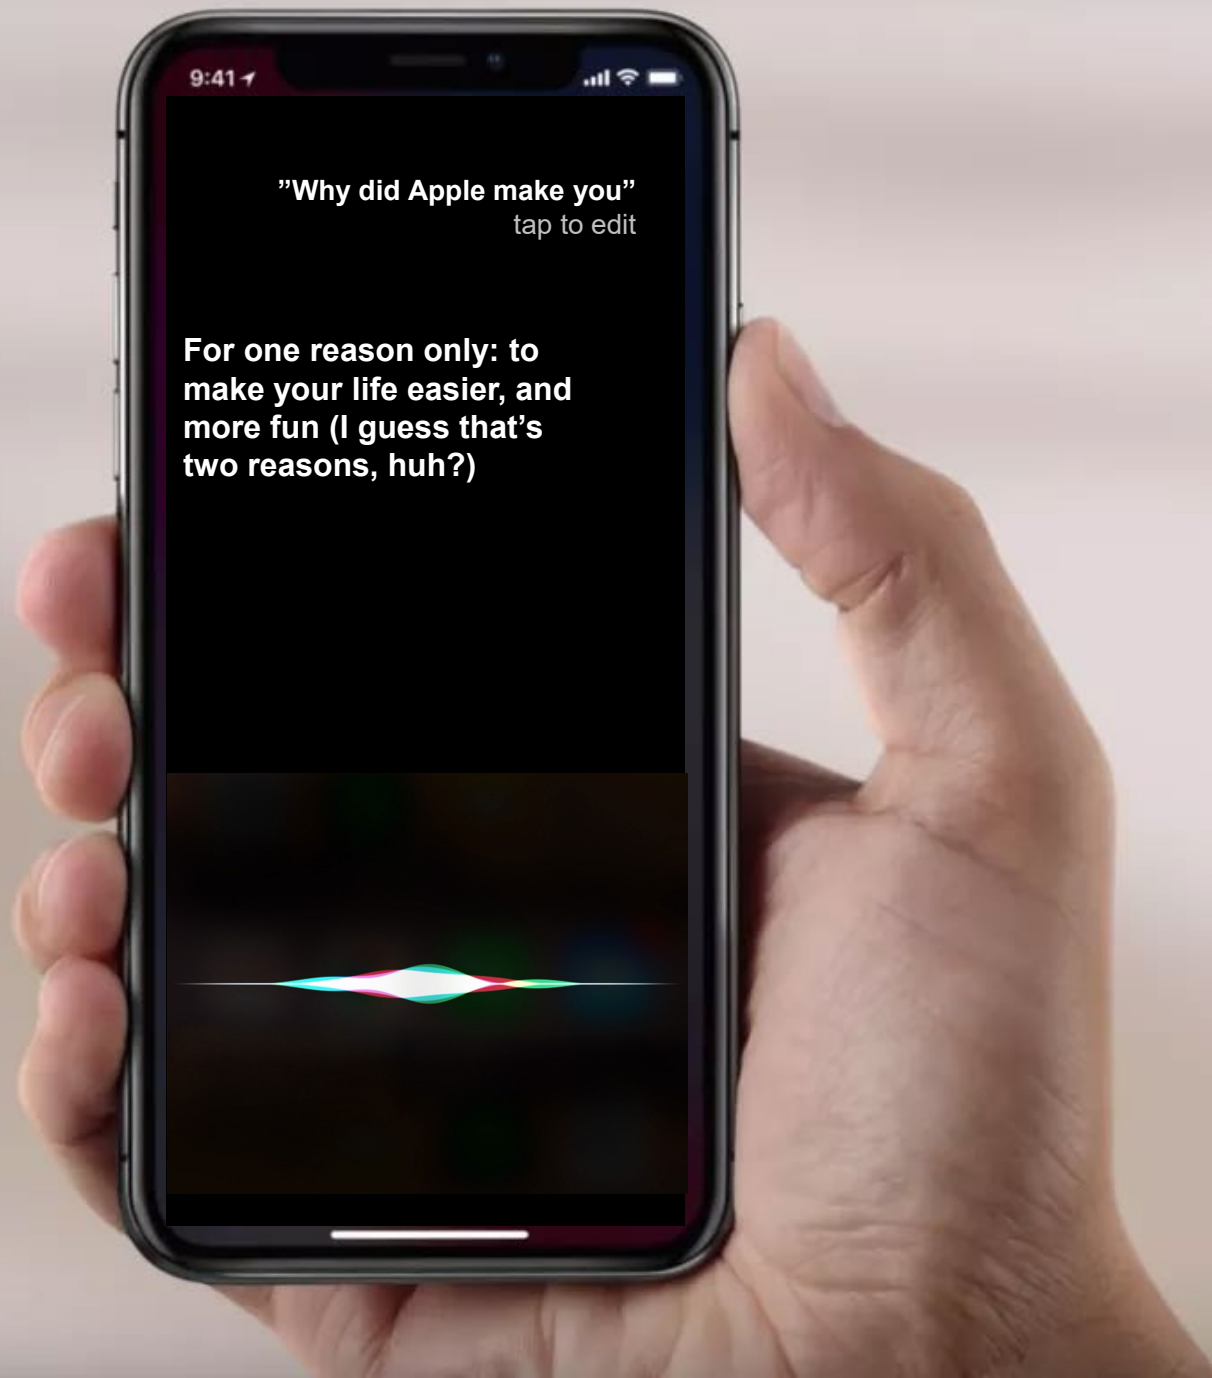 9:41
”Why did Apple make you”
tap to edit
For one reason only: to
make your life easier, and
more fun (I guess that’s
two reasons, huh?)